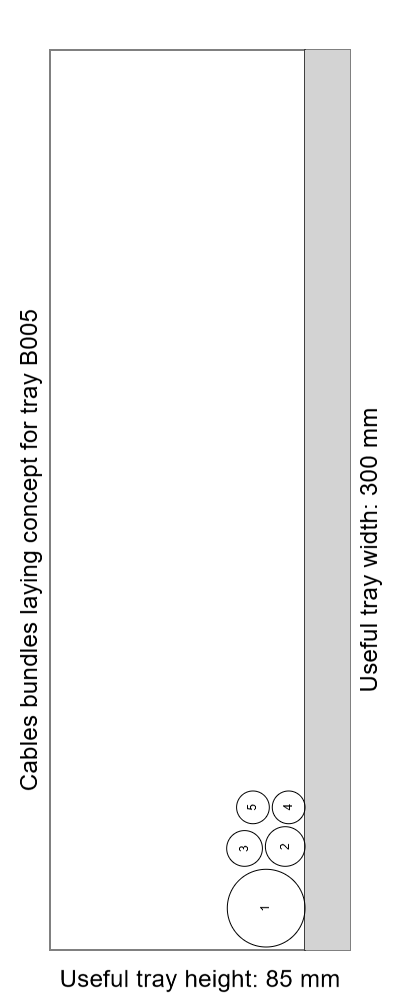 Cables bundles laying concept for tray B005
5
4
3
2
1
Useful tray width: 300 mm
Useful tray height: 85 mm